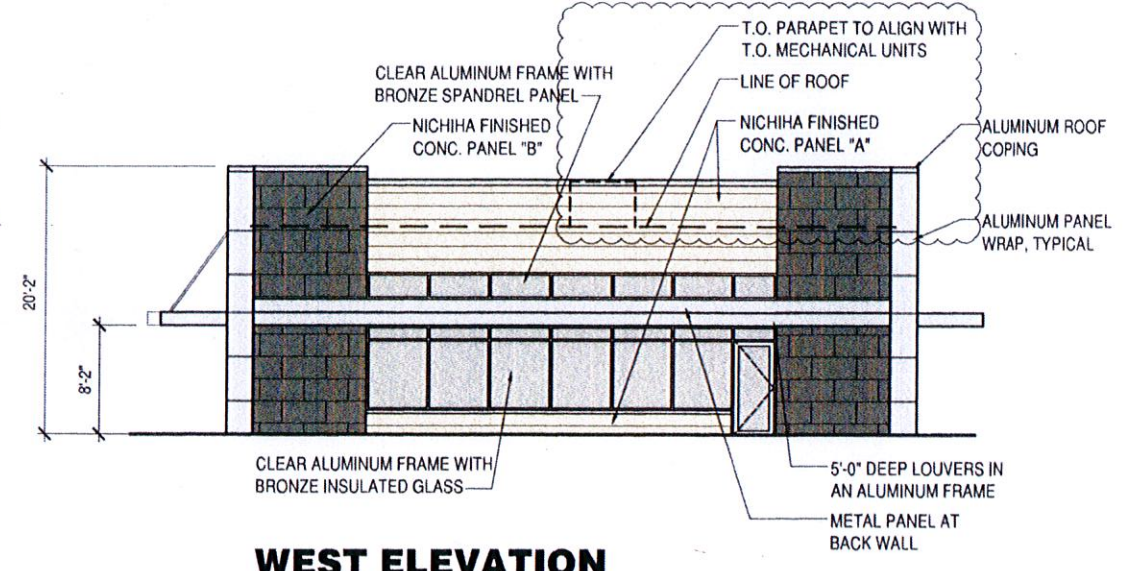 T.O. PARAPET TO ALIGN WITH
T.O. MECHANICAL UNITS
CLEAR ALUMINUM FRAME WITH
BRONZE SPANDREL PANEL
LINE OF ROOF
NICHIHA FINISHED
CONC. PANEL "B"
NICHIHA FINISHED
CONC. PANEL "A"
ALUMINUM ROOF
COPING
ALUMINUM PANEL
WRAP, TYPICAL
20'-2"
8'-2"
CLEAR ALUMINUM FRAME WITH
BRONZE INSULATED GLASS
5'-0" DEEP LOUVERS IN
AN ALUMINUM FRAME
METAL PANEL AT
BACK WALL
WEST ELEVATION